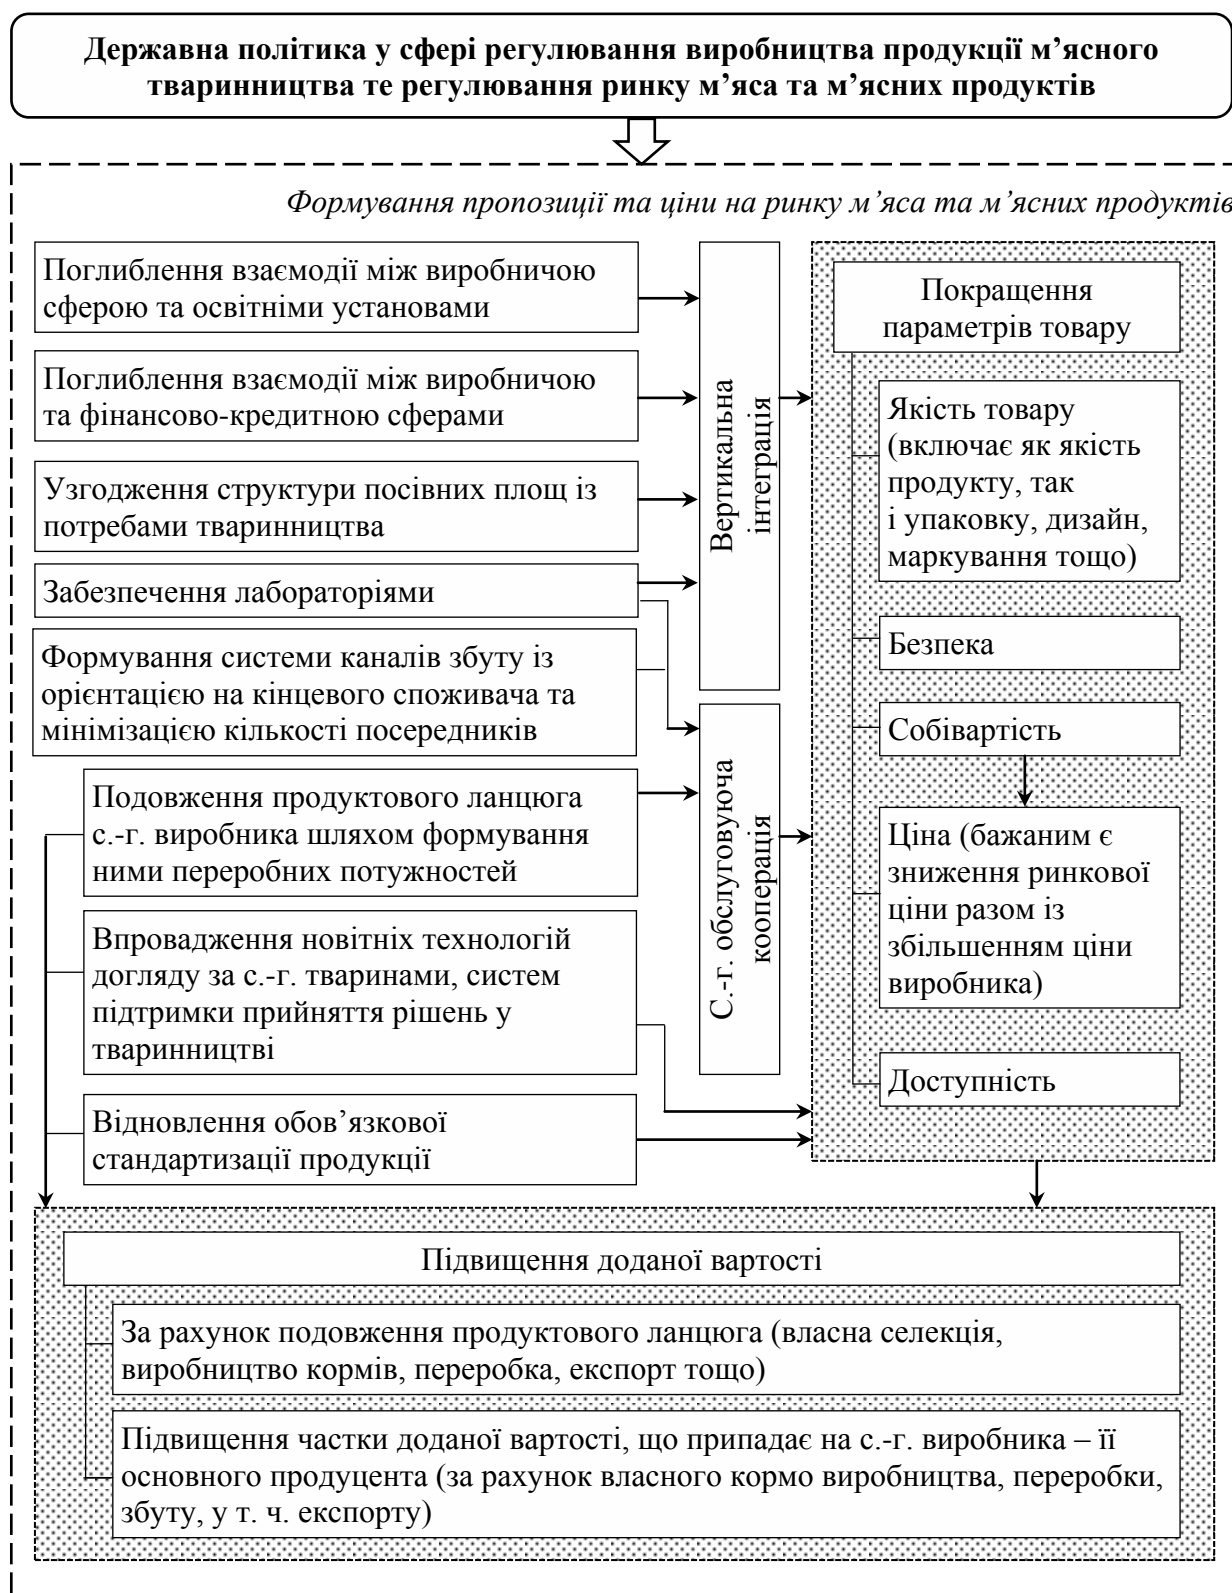 Державна політика у сфері регулювання виробництва продукції м’ясного
тваринництва те регулювання ринку м’яса та м’ясних продуктів
Формування пропозиції та ціни на ринку м’яса та м’ясних продуктів
Поглиблення взаємодії між виробничою
сферою та освітніми установами
Поглиблення взаємодії між виробничою
та фінансово-кредитною сферами
Узгодження структури посівних площ із
потребами тваринництва
Забезпечення лабораторіями
Формування системи каналів збуту із
орієнтацією на кінцевого споживача та
мінімізацією кількості посередників
Подовження продуктового ланцюга
с.-г. виробника шляхом формування
ними переробних потужностей
Впровадження новітніх технологій
догляду за с.-г. тваринами, систем
підтримки прийняття рішень у
тваринництві
Відновлення обов’язкової
стандартизації продукції
Вертикальна
інтеграція
С.-г. обслуговуюча
кооперація
Покращення
параметрів товару
Якість товару
(включає як якість
продукту, так
і упаковку, дизайн,
маркування тощо)
Безпека
Собівартість
Ціна (бажаним є
зниження ринкової
ціни разом із
збільшенням ціни
виробника)
Доступність
Підвищення доданої вартості
За рахунок подовження продуктового ланцюга (власна селекція,
виробництво кормів, переробка, експорт тощо)
Підвищення частки доданої вартості, що припадає на с.-г. виробника – її
основного продуцента (за рахунок власного кормо виробництва, переробки,
збуту, у т. ч. експорту)